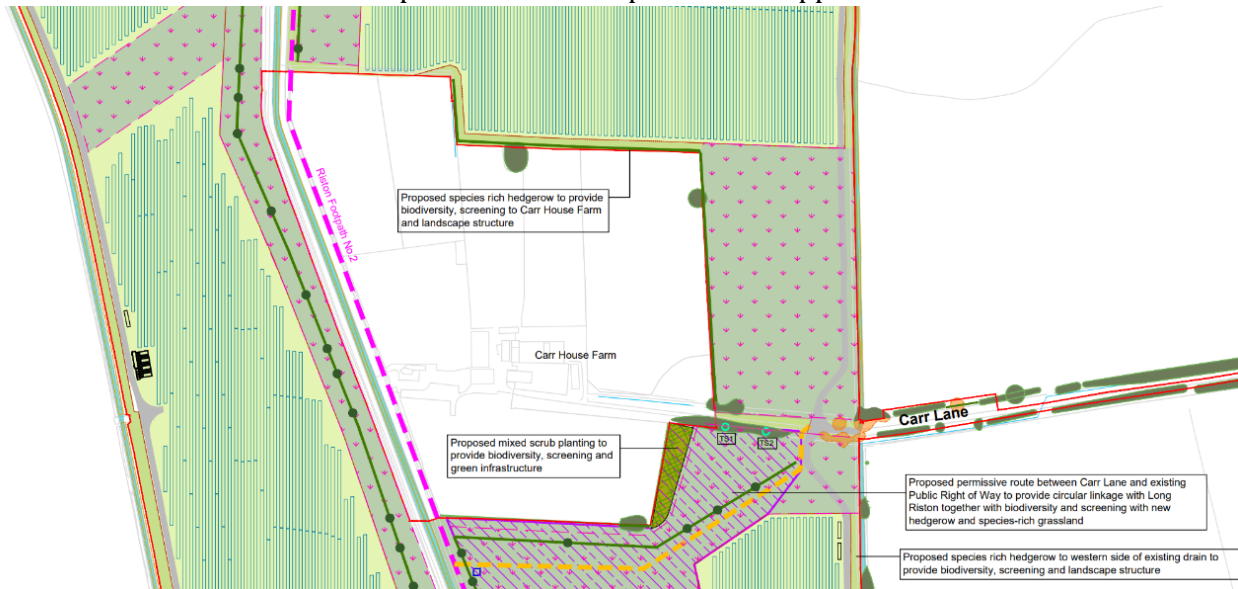 Riston Footpath No.2
Proposed species rich hedgerow to provide
biodiversity, screening to Carr House Farm
and landscape structure
Carr House Farm
Carr Lane
TS1
TS2
Proposed mixed scrub planting to
provide biodiversity, screening and
green infrastructure
Proposed permissive route between Carr Lane and existing
Public Right of Way to provide circular linkage with Long
Riston together with biodiversity and screening with new
hedgerow and species-rich grassland
Proposed species rich hedgerow to western side of existing drain to
provide biodiversity, screening and landscape structure